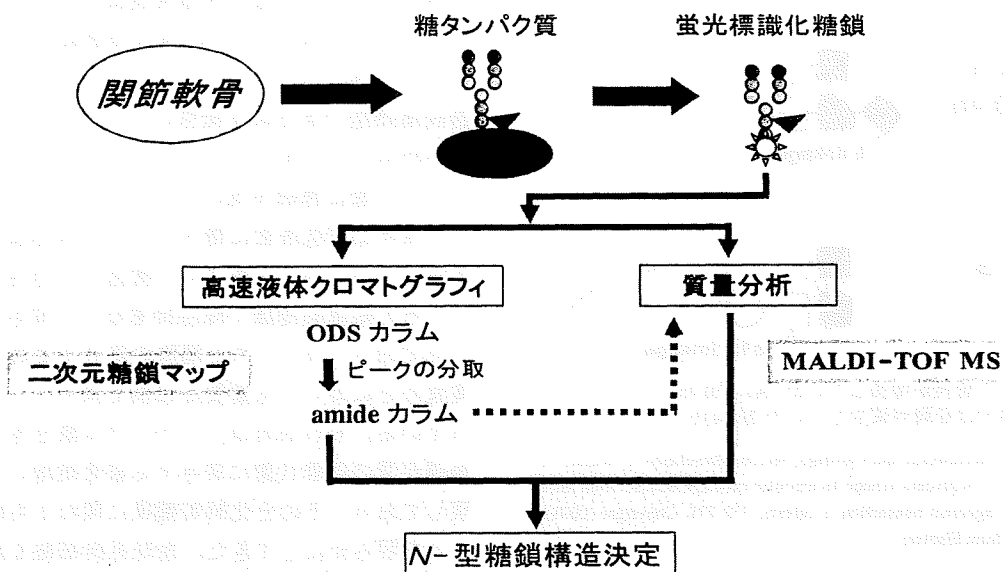 糖タンパク質
蛍光標識化糖鎖
関節軟骨
高速液体クロマトグラフィ
質量分析
ODS カラム
二次元糖鎖マップ
ピークの分取
MALDI-TOF MS
amide カラム
N-型糖鎖構造決定